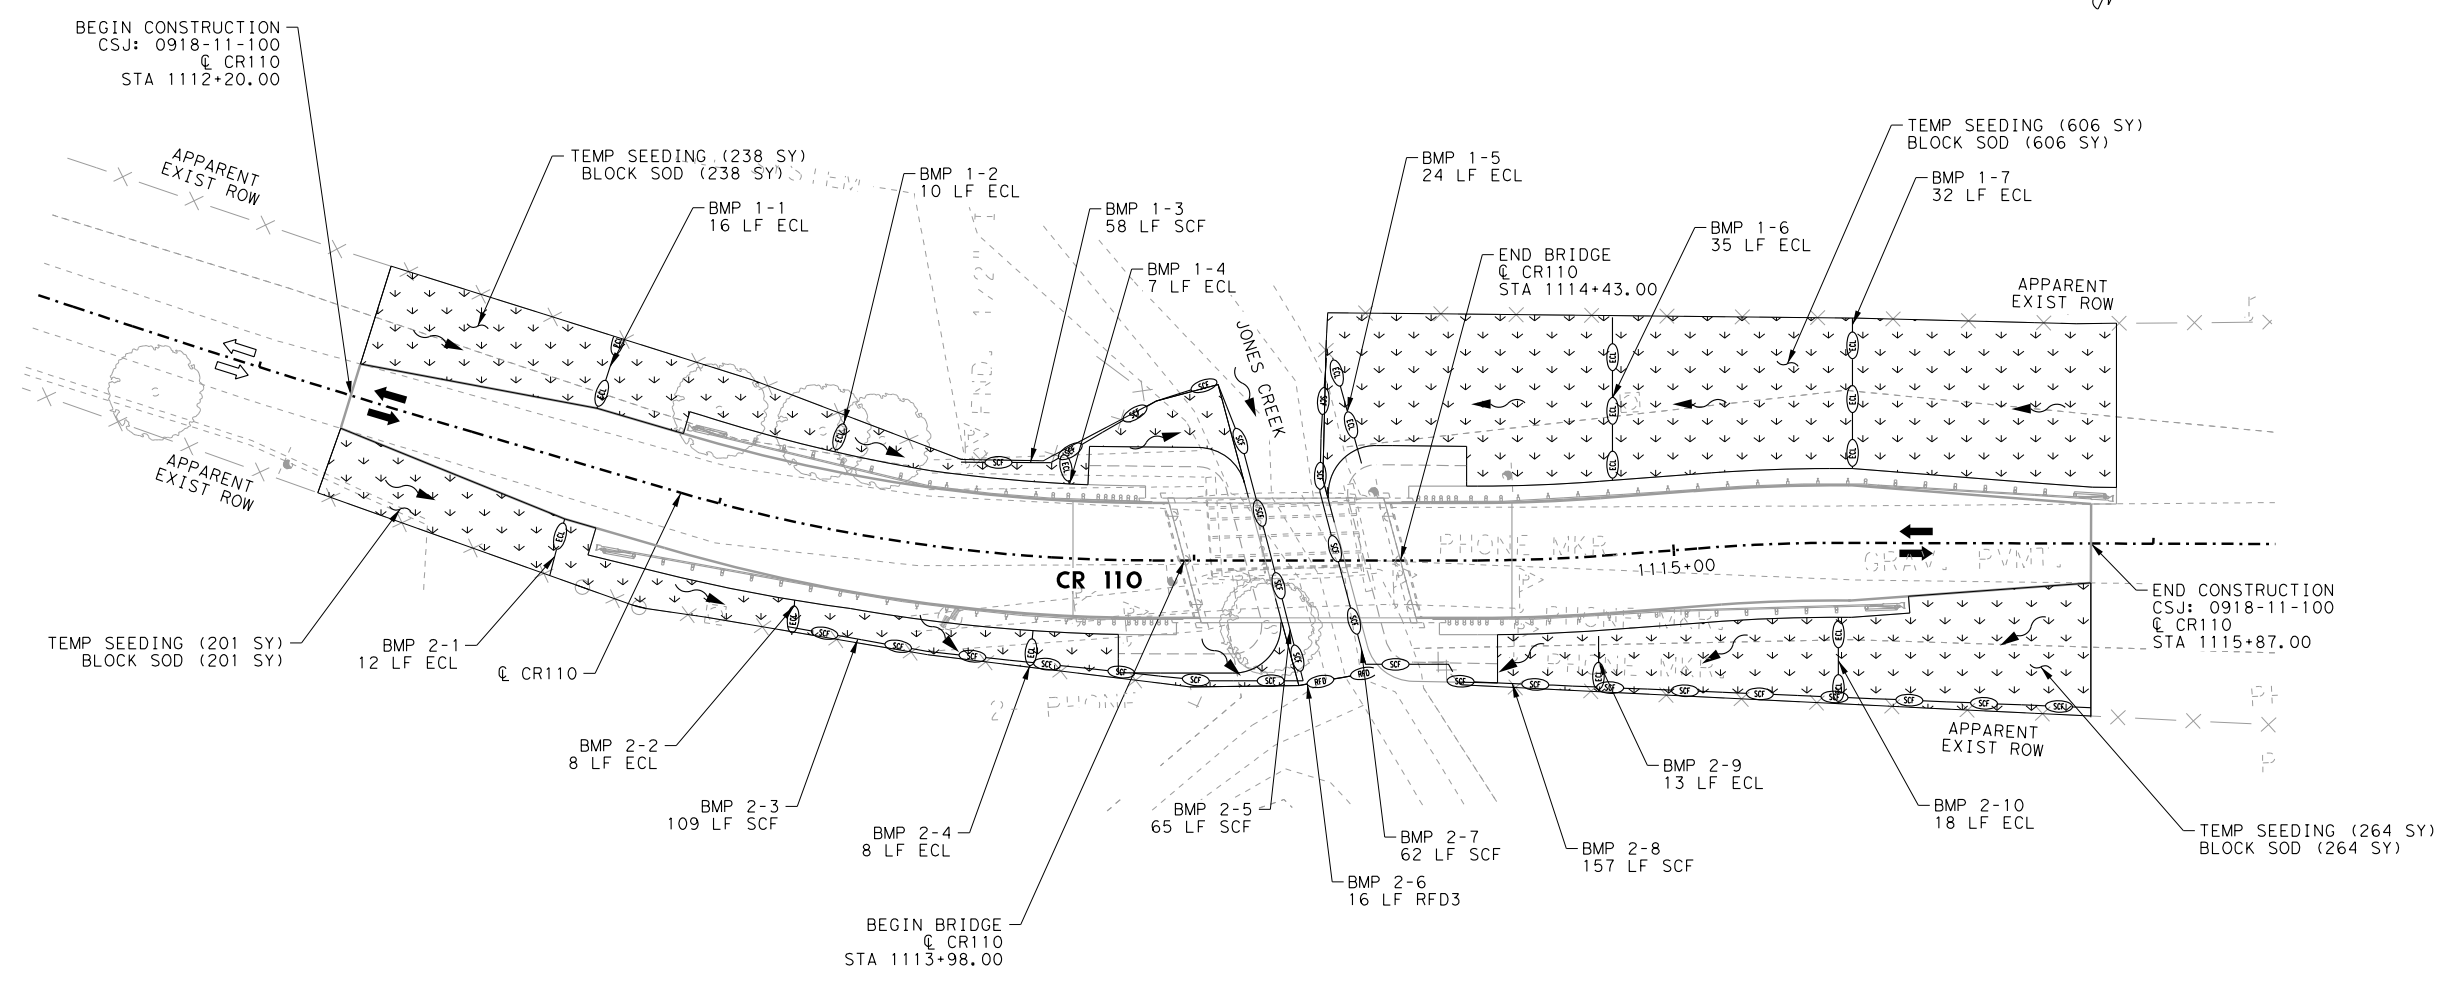 BEGIN CONSTRUCTION
CSJ: 0918-11-100
℄ CR110
STA 1112+20.00
APPARENT
EXIST ROW
TEMP SEEDING (238 SY)
BLOCK SOD (238 SY)
BMP 1-1
16 LF ECL
BMP 1-2
10 LF ECL
BMP 1-3
58 LF SCF
BMP 1-4
7 LF ECL
JONES CREEK
BMP 1-5
24 LF ECL
END BRIDGE
℄ CR110
STA 1114+43.00
BMP 1-6
35 LF ECL
TEMP SEEDING (606 SY)
BLOCK SOD (606 SY)
BMP 1-7
32 LF ECL
APPARENT
EXIST ROW
APPARENT
EXIST ROW
CR 110
PHONE MKR
1115+00
GRAVL PVMT.
PHONE MKR
PHONE MKR
END CONSTRUCTION
CSJ: 0918-11-100
℄ CR110
STA 1115+87.00
TEMP SEEDING (201 SY)
BLOCK SOD (201 SY)
BMP 2-1
12 LF ECL
℄ CR110
BMP 2-2
8 LF ECL
BMP 2-3
109 LF SCF
BMP 2-4
8 LF ECL
BEGIN BRIDGE
℄ CR110
STA 1113+98.00
BMP 2-5
65 LF SCF
BMP 2-6
16 LF RFD3
BMP 2-7
62 LF SCF
BMP 2-8
157 LF SCF
BMP 2-9
13 LF ECL
BMP 2-10
18 LF ECL
APPARENT
EXIST ROW
TEMP SEEDING (264 SY)
BLOCK SOD (264 SY)